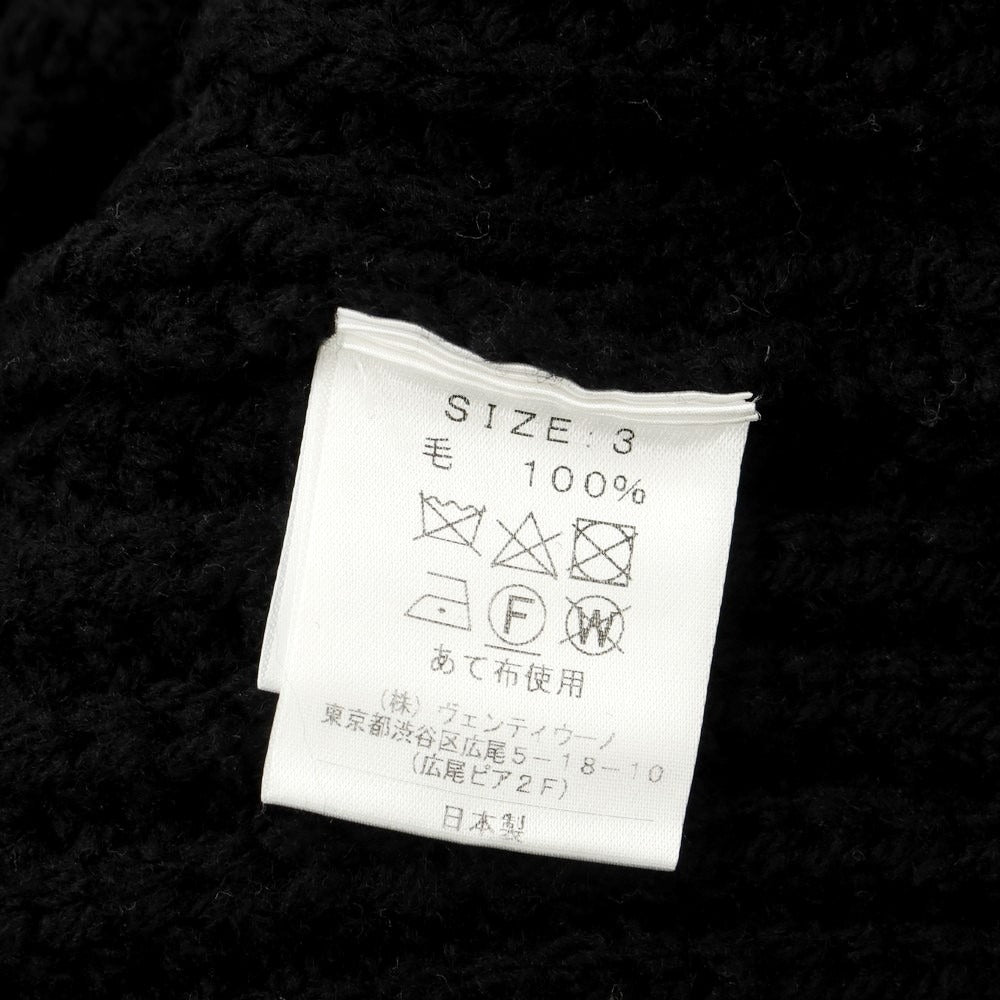 SIZE: 3
毛 100%
F W
あて布使用
(株) ヴェンティウーノ
東京都渋谷区広尾5-18-10
(広尾ピア2F)
日本製